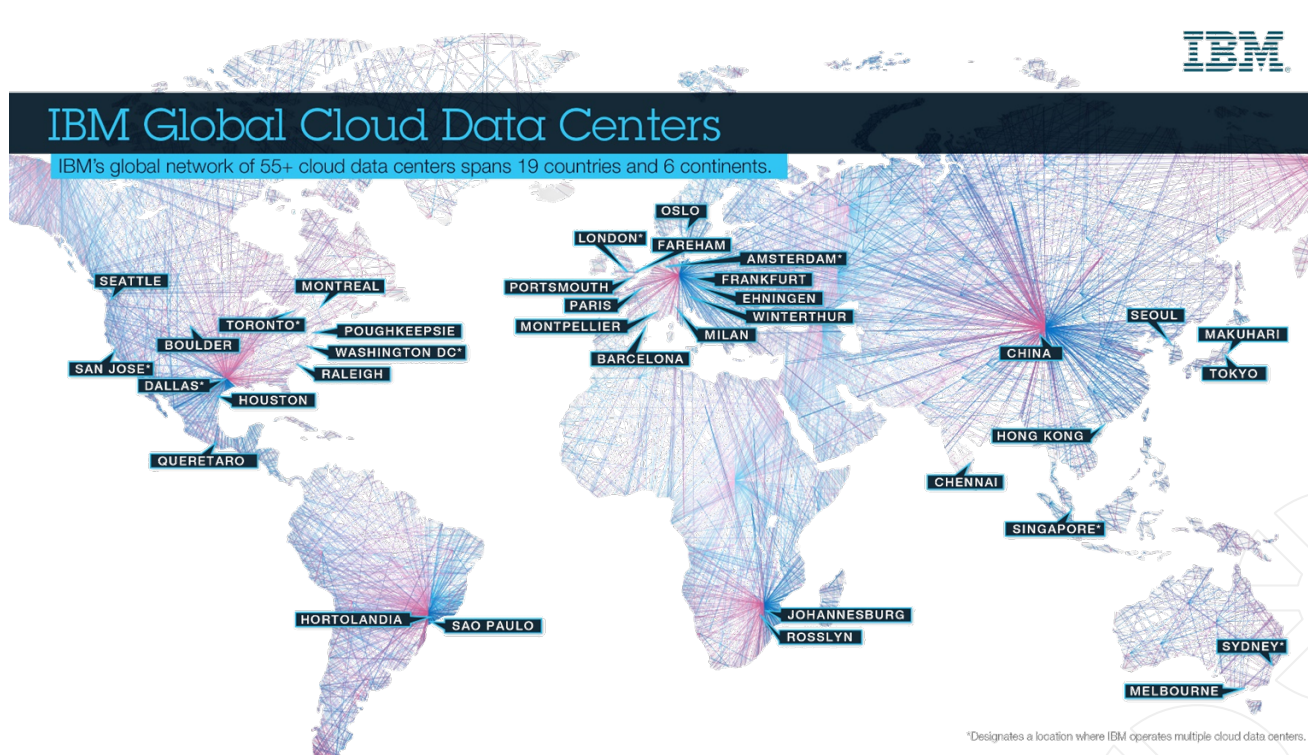 IBM
IBM Global Cloud Data Centers
IBM's global network of 55+ cloud data centers spans 19 countries and 6 continents.
OSLO
LONDON*
FAREHAM
AMSTERDAM*
SEATTLE
MONTREAL
PORTSMOUTH
FRANKFURT
EHNINGEN
PARIS
WINTERTHUR
SEOUL
TORONTO*
POUGHKEEPSIE
MONTPELLIER
MILAN
MAKUHARI
BOULDER
WASHINGTON DC*
BARCELONA
CHINA
SAN JOSE*
RALEIGH
TOKYO
DALLAS*
HOUSTON
HONG KONG
QUERETARO
CHENNAI
SINGAPORE*
HORTOLANDIA
SAO PAULO
JOHANNESBURG
ROSSLYN
SYDNEY*
MELBOURNE
*Designates a location where IBM operates multiple cloud data centers.